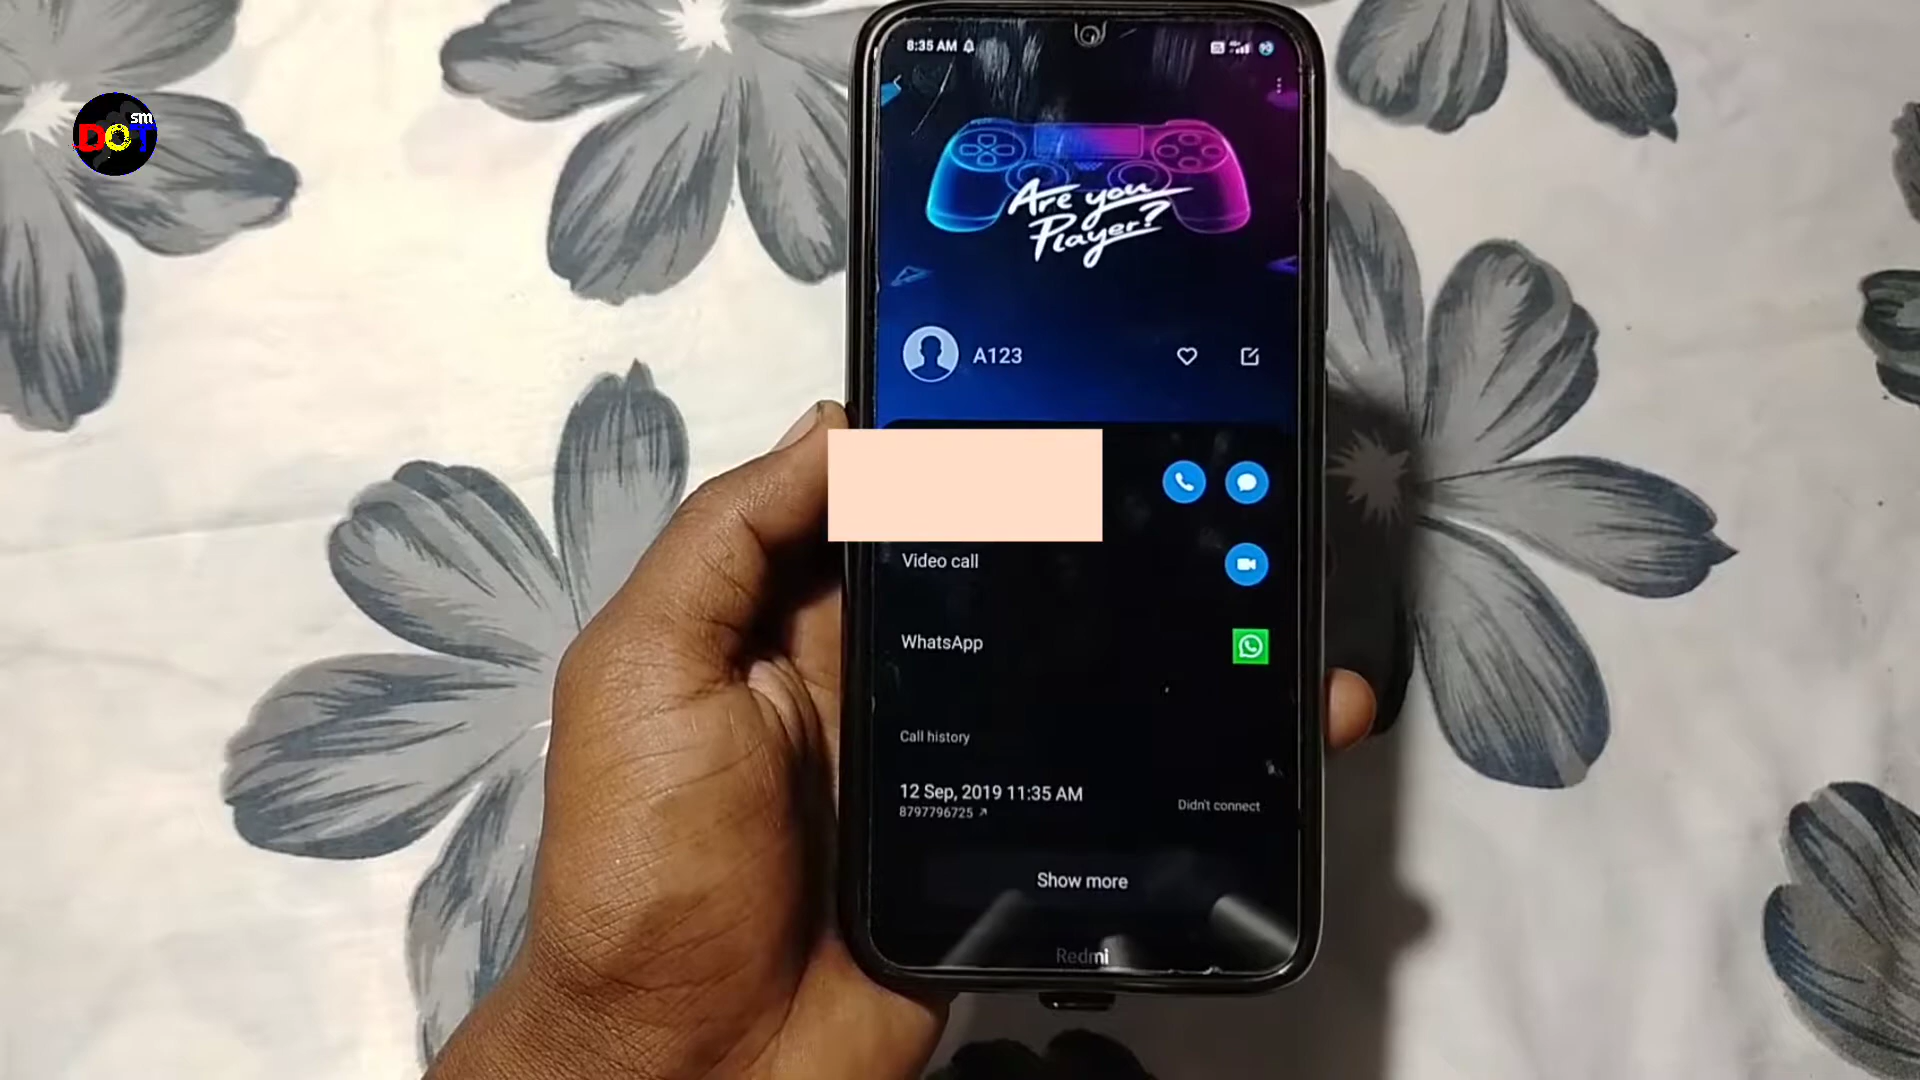 sm
DOT
8:35 AM
Are you
Player?
A123
Video call
WhatsApp
Call history
12 Sep, 2019 11:35 AM
8797796725
Didn't connect
Show more
Redmi